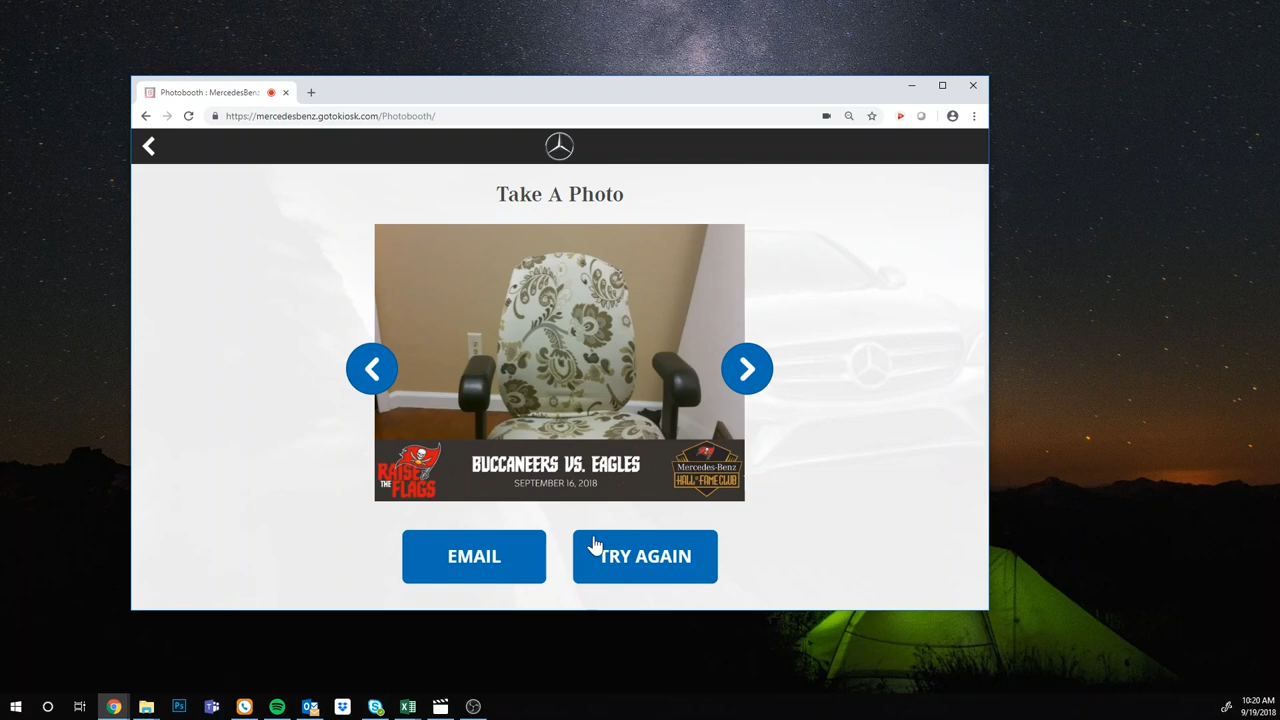 Photobooth : MercedesBen
https://mercedesbenz.gotokiosk.com/Photobooth/
Take A Photo
RAISE
THE FLAGS
BUCCANEERS VS. EAGLES
SEPTEMBER 16, 2018
Mercedes-Benz
HALL OF FAME CLUB
EMAIL
TRY AGAIN
10:20 AM
9/19/2018